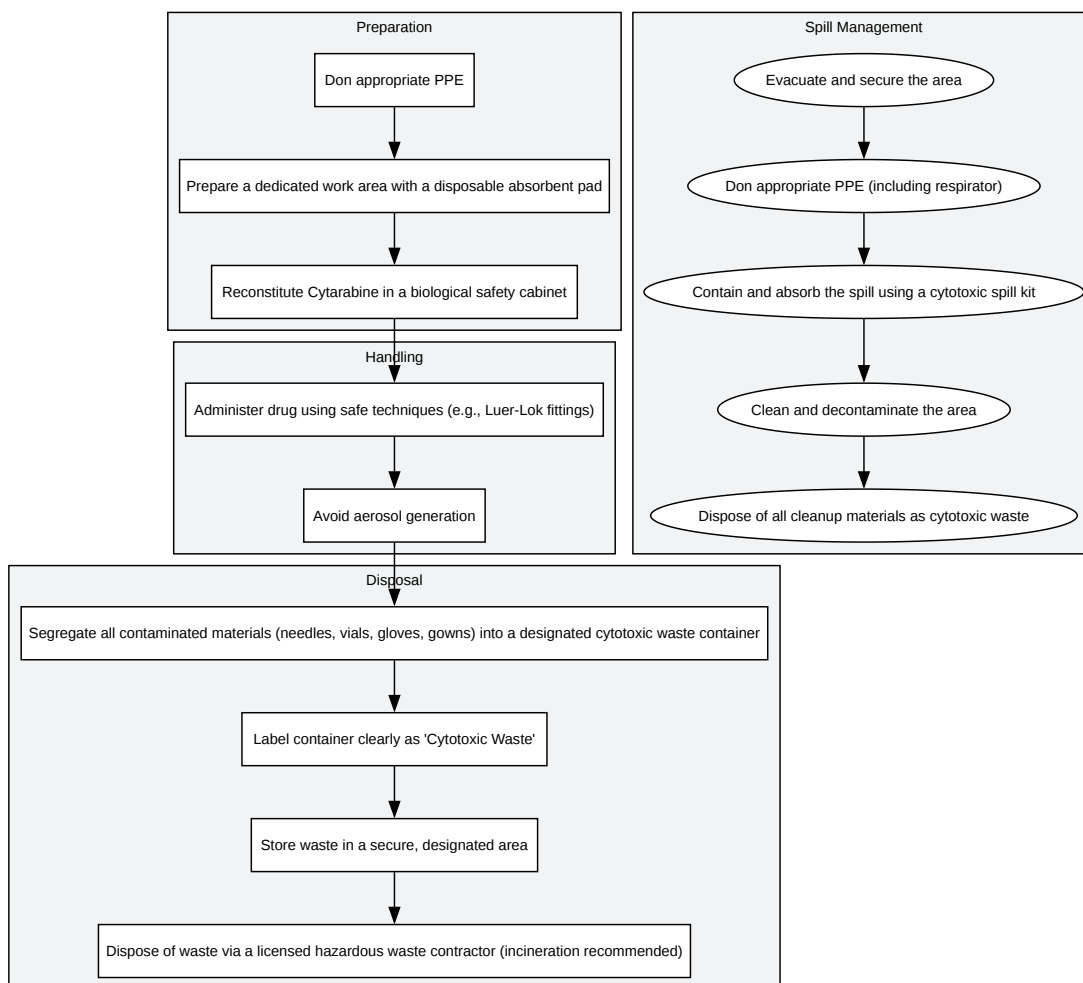 Preparation
Don appropriate PPE
Prepare a dedicated work area with a disposable absorbent pad
Reconstitute Cytarabine in a biological safety cabinet
Handling
Administer drug using safe techniques (e.g., Luer-Lok fittings)
Avoid aerosol generation
Disposal
Segregate all contaminated materials (needles, vials, gloves, gowns) into a designated cytotoxic waste container
Label container clearly as 'Cytotoxic Waste'
Store waste in a secure, designated area
Dispose of waste via a licensed hazardous waste contractor (incineration recommended)
Spill Management
Evacuate and secure the area
Don appropriate PPE (including respirator)
Contain and absorb the spill using a cytotoxic spill kit
Clean and decontaminate the area
Dispose of all cleanup materials as cytotoxic waste